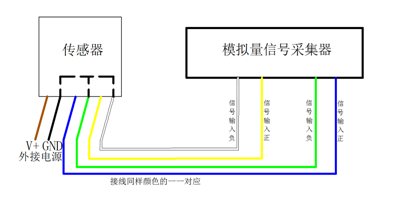 传感器
模拟量信号采集器
V+ GND
外接电源
信号输入负
信号输入正
信号输入负
信号输入正
接线同样颜色的一一对应